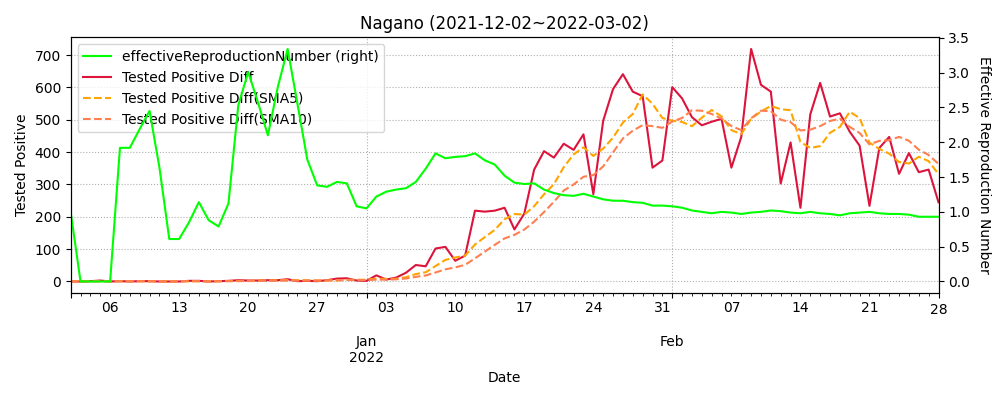 Nagano (2021-12-02~2022-03-02)
effectiveReproductionNumber (right)
Tested Positive Diff
Tested Positive Diff(SMA5)
Tested Positive Diff(SMA10)
Tested Positive
700
600
500
400
300
200
100
0
3.5
3.0
2.5
2.0
1.5
1.0
0.5
0.0
Effective Reproduction Number
06 13 20 27 03 10 17 24 31 07 14 21 28
Jan Feb
2022
Date